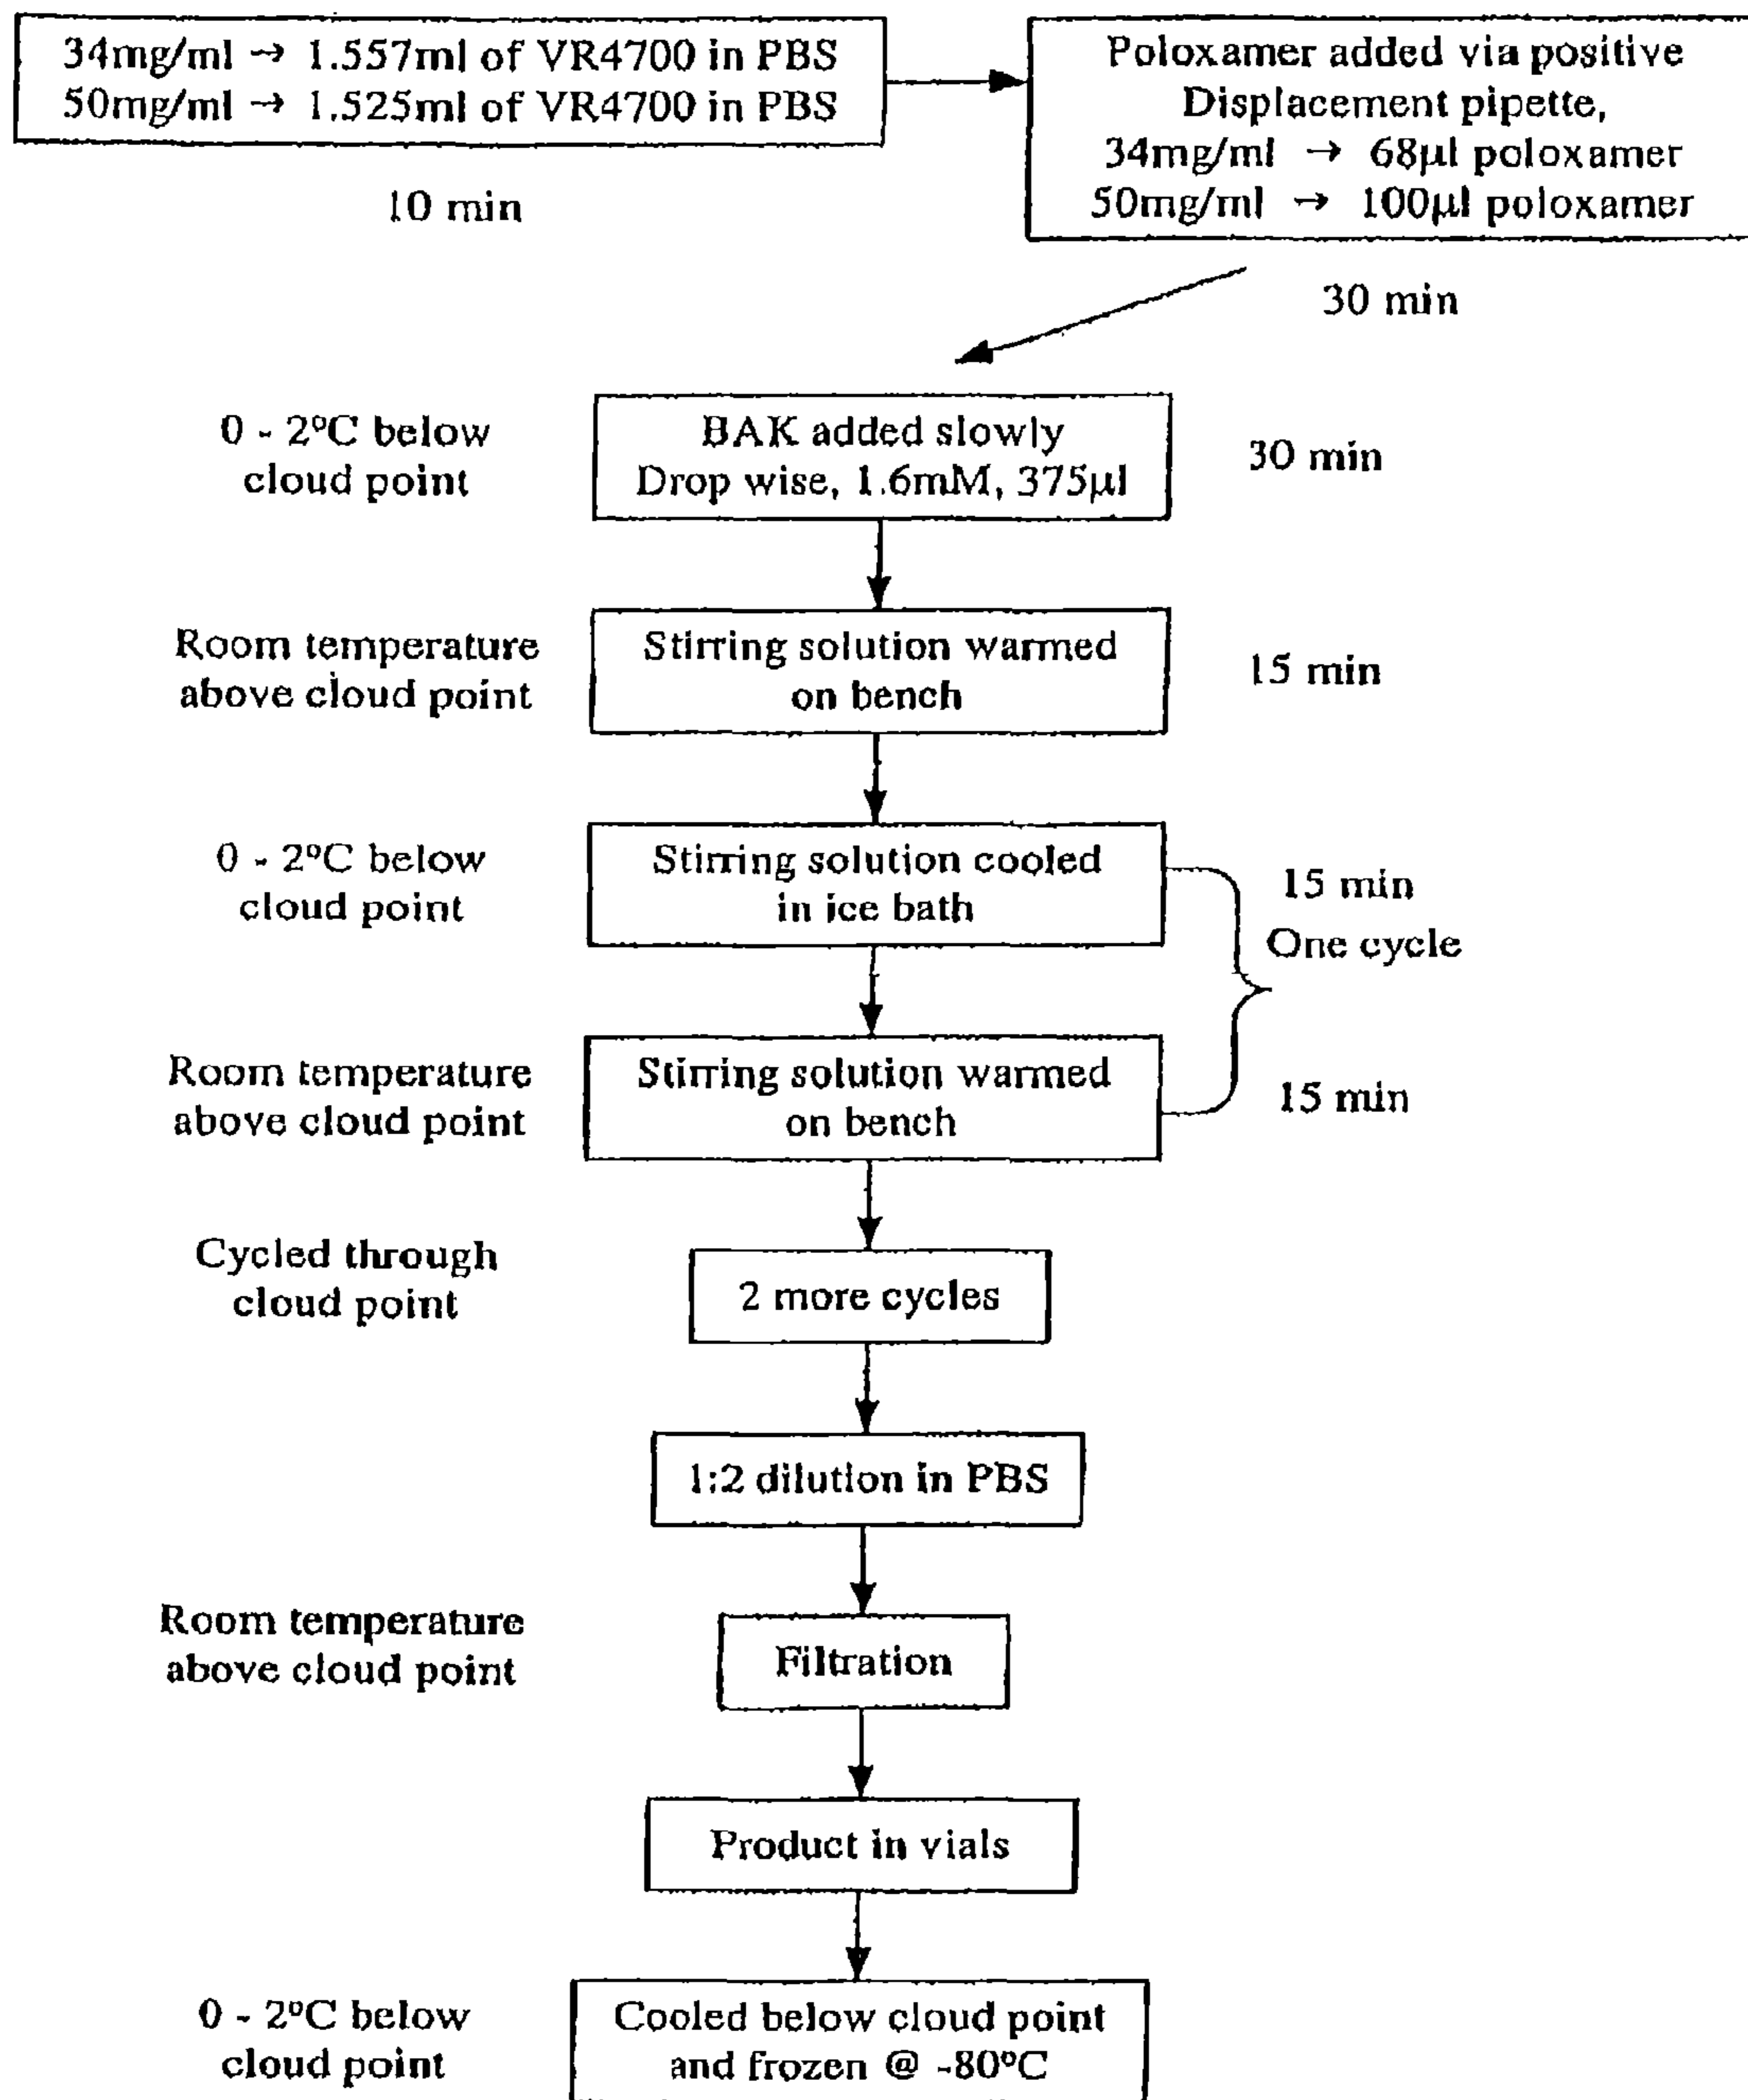 34mg/ml → 1.557ml of VR4700 in PBS
50mg/ml → 1.525ml of VR4700 in PBS
10 min
Poloxamer added via positive
Displacement pipette,
34mg/ml → 68µl poloxamer
50mg/ml → 100µl poloxamer
30 min
0 - 2ºC below
cloud point
BAK added slowly
Drop wise, 1.6mM, 375µl
30 min
Room temperature
above cloud point
Stirring solution warmed
on bench
15 min
0 - 2ºC below
cloud point
Stirring solution cooled
in ice bath
15 min
One cycle
Room temperature
above cloud point
Stirring solution warmed
on bench
15 min
Cycled through
cloud point
2 more cycles
1:2 dilution in PBS
Room temperature
above cloud point
Filtration
Product in vials
0 - 2ºC below
cloud point
Cooled below cloud point
and frozen @ -80ºC